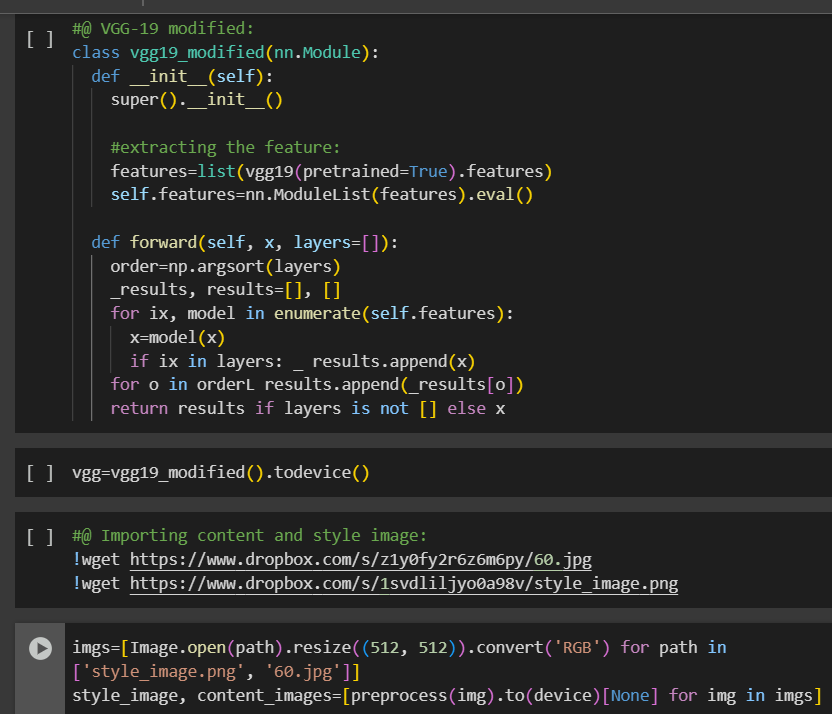 [ ] #@ VGG-19 modified:
class vgg19_modified(nn.Module):
def __init__(self):
super().__init__()
#extracting the feature:
features=list(vgg19(pretrained=True).features)
self.features=nn.ModuleList(features).eval()
def forward(self, x, layers=[]):
order=np.argsort(layers)
_results, results=[], []
for ix, model in enumerate(self.features):
x=model(x)
if ix in layers: _ results.append(x)
for o in orderL results.append(_results[o])
return results if layers is not [] else x
[ ] vgg=vgg19_modified().todevice()
[ ] #@ Importing content and style image:
!wget https://www.dropbox.com/s/z1y0fy2r6z6m6py/60.jpg
!wget https://www.dropbox.com/s/1svdliljyo0a98v/style_image.png
imgs=[Image.open(path).resize((512, 512)).convert('RGB') for path in
['style_image.png', '60.jpg']]
style_image, content_images=[preprocess(img).to(device)[None] for img in imgs]